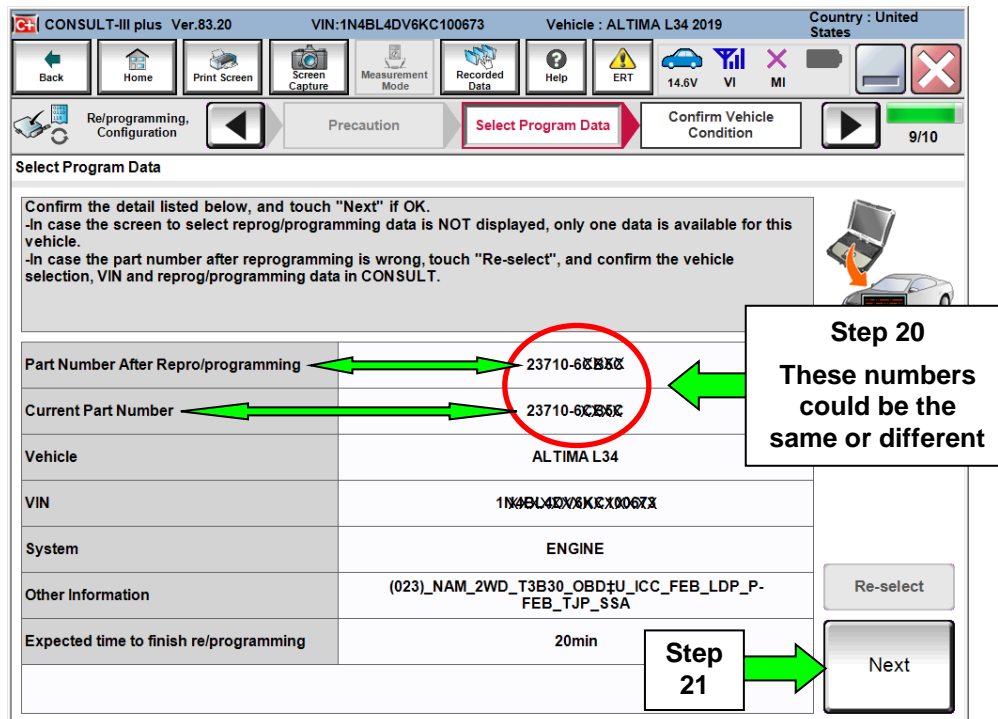 CONSULT-III plus Ver.83.20 VIN:1N4BL4DV6KC100673 Vehicle : ALTIMA L34 2019 Country : United States
Back Home Print Screen Screen Capture Measurement Mode Recorded Data Help ERT 14.6V VI MI
Re/programming, Configuration Precaution Select Program Data Confirm Vehicle Condition 9/10
Select Program Data
Confirm the detail listed below, and touch "Next" if OK.
-In case the screen to select reprog/programming data is NOT displayed, only one data is available for this
vehicle.
-In case the part number after reprogramming is wrong, touch "Re-select", and confirm the vehicle
selection, VIN and reprog/programming data in CONSULT.
Step 20
These numbers
could be the
same or different
Part Number After Repro/programming
Current Part Number
Vehicle ALTIMA L34
VIN
System ENGINE
Other Information (023)_NAM_2WD_T3B30_OBD‡U_ICC_FEB_LDP_P-
FEB_TJP_SSA
Re-select
Expected time to finish re/programming 20min
Step
21
Next